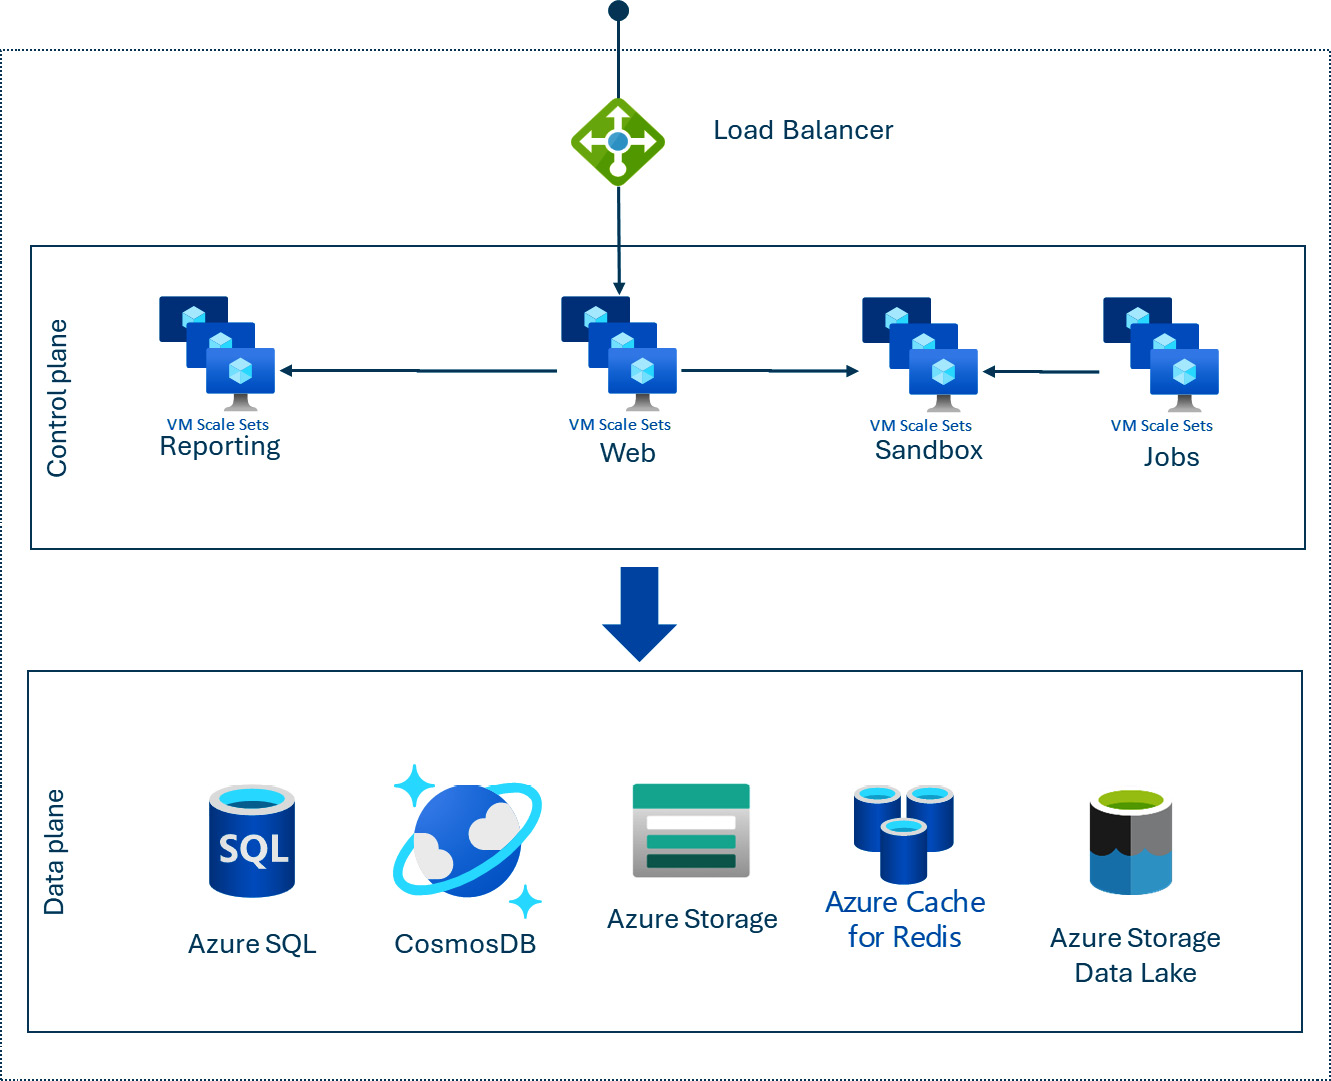 Load Balancer
Control plane
VM Scale Sets
Reporting
VM Scale Sets
Web
VM Scale Sets
Sandbox
VM Scale Sets
Jobs
Data plane
SQL
Azure SQL
CosmosDB
Azure Storage
Azure Cache
for Redis
Azure Storage
Data Lake